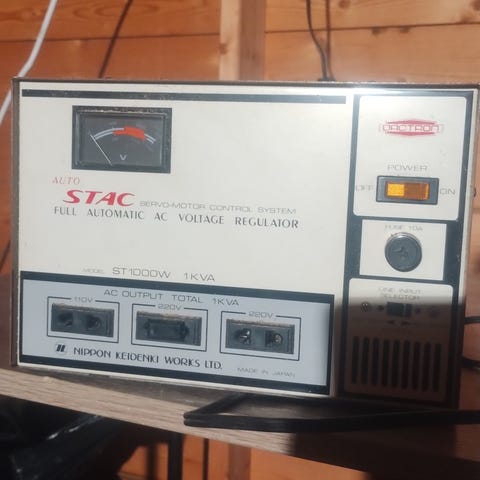 V
DACTRON
AUTO
STAC SERVO-MOTOR CONTROL SYSTEM
FULL AUTOMATIC AC VOLTAGE REGULATOR
MODEL ST1000W 1KVA
POWER
OFF ON
FUSE 10A
LINE INPUT
SELECTOR
AC OUTPUT TOTAL 1KVA
110V 220V 220V
NIPPON KEIDENKI WORKS LTD.
MADE IN JAPAN